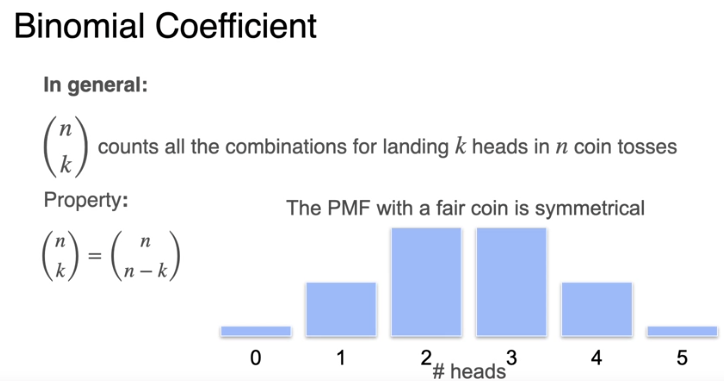 Binomial Coefficient
In general:
(n k) counts all the combinations for landing k heads in n coin tosses
Property:
The PMF with a fair coin is symmetrical
(n k) = (n n − k)
0 1 2 3 4 5
# heads